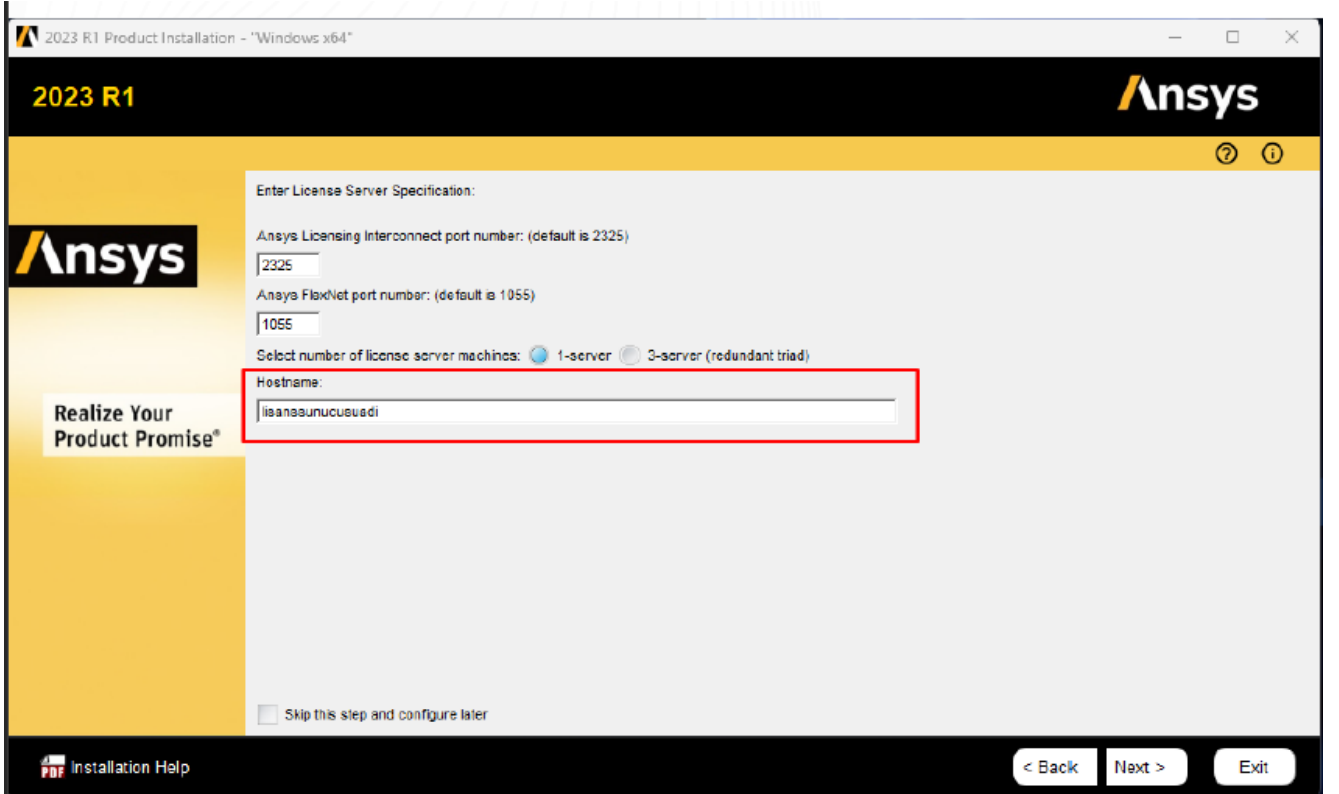 2023 R1 Product Installation - "Windows x64"
2023 R1
Ansys
Enter License Server Specification:
Ansys Licensing Interconnect port number: (default is 2325)
2325
Ansys FlexNet port number: (default is 1055)
1055
Select number of license server machines: 1-server 3-server (redundant triad)
Hostname:
lisanssunucusuadi
Skip this step and configure later
Ansys
Realize Your
Product Promise®
PDF Installation Help
< Back Next > Exit